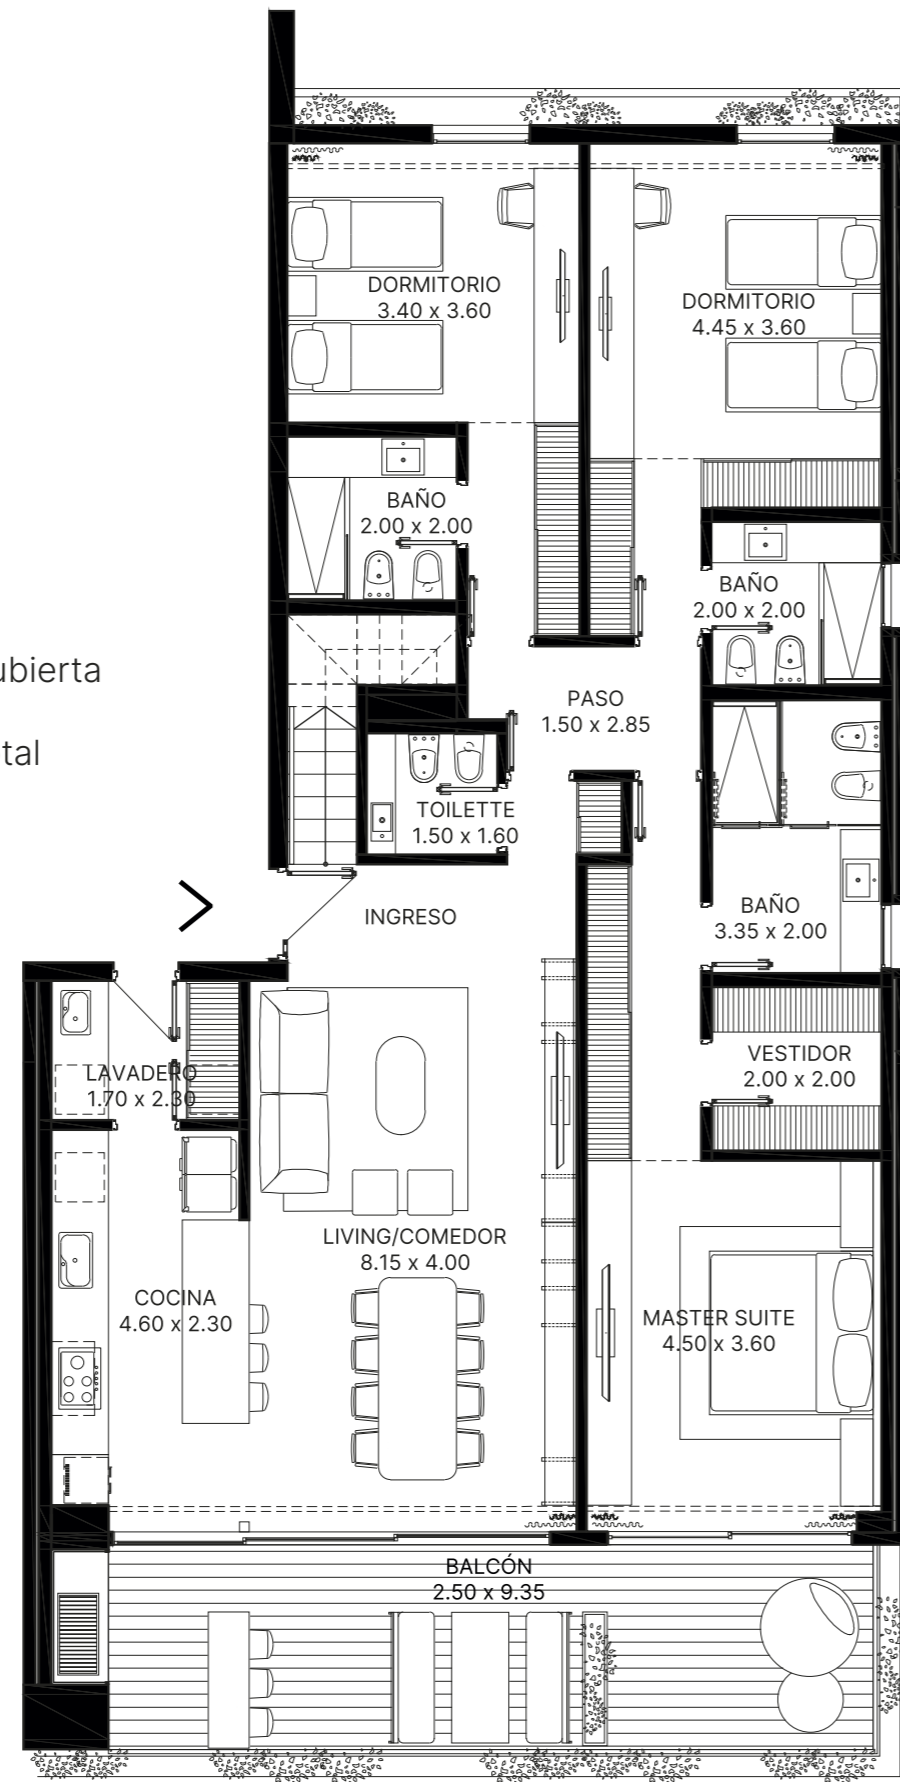 DORMITORIO
3.40 x 3.60
DORMITORIO
4.45 x 3.60
BAÑO
2.00 x 2.00
BAÑO
2.00 x 2.00
ubierta
tal
PASO
1.50 x 2.85
TOILETTE
1.50 x 1.60
INGRESO
BAÑO
3.35 x 2.00
LAVADERO
1.70 x 2.30
VESTIDOR
2.00 x 2.00
LIVING/COMEDOR
8.15 x 4.00
COCINA
4.60 x 2.30
MASTER SUITE
4.50 x 3.60
BALCÓN
2.50 x 9.35